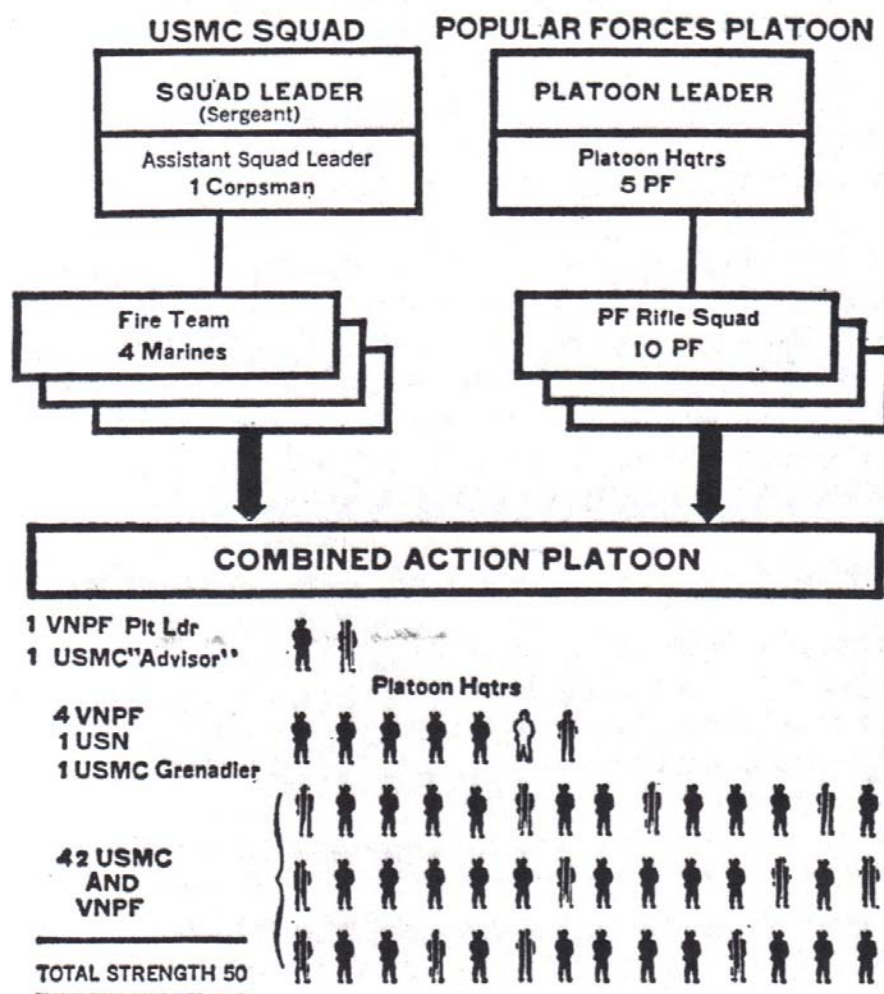 USMC SQUAD
SQUAD LEADER
(Sergeant)
Assistant Squad Leader
1 Corpsman
Fire Team
4 Marines
POPULAR FORCES PLATOON
PLATOON LEADER
Platoon Hqtrs
5 PF
PF Rifle Squad
10 PF
COMBINED ACTION PLATOON
1 VNPF Plt Ldr
1 USMC"Advisor"
Platoon Hqtrs
4 VNPF
1 USN
1 USMC Grenadier
42 USMC
AND
VNPF
TOTAL STRENGTH 50